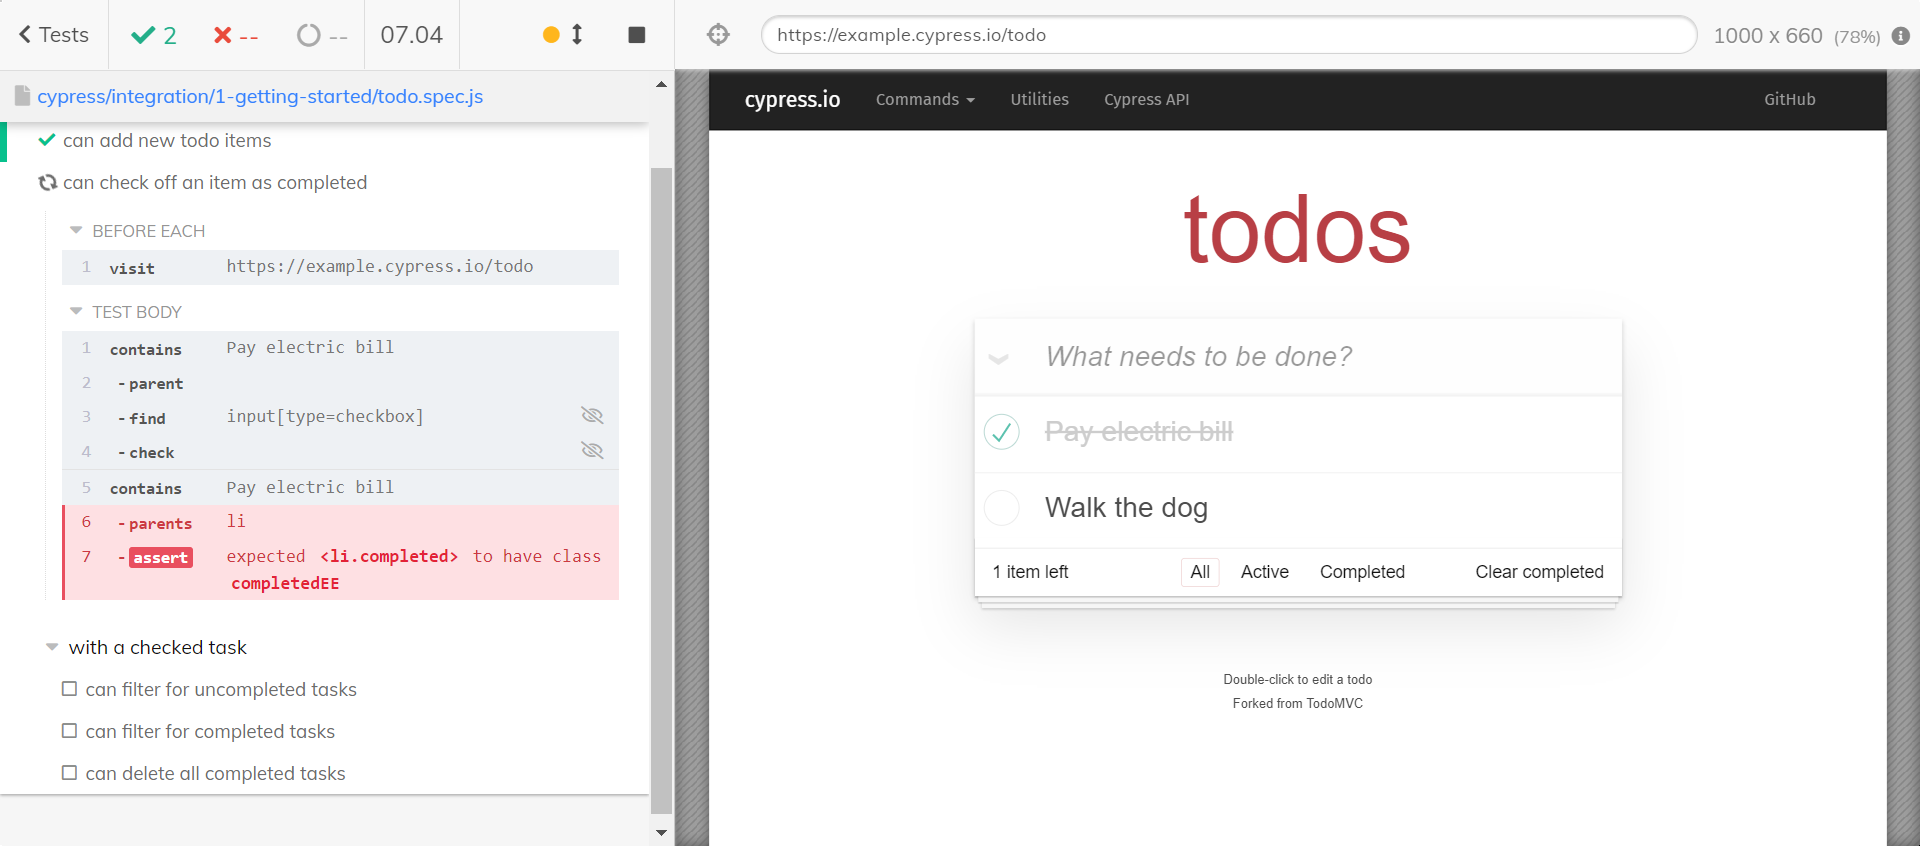 Tests 2 -- -- 07.04
cypress/integration/1-getting-started/todo.spec.js
can add new todo items
can check off an item as completed
BEFORE EACH
1 visit https://example.cypress.io/todo
TEST BODY
1 contains Pay electric bill
2 - parent
3 - find input[type=checkbox]
4 - check
5 contains Pay electric bill
6 - parents li
7 - assert expected <li.completed> to have class
completedEE
with a checked task
can filter for uncompleted tasks
can filter for completed tasks
can delete all completed tasks
https://example.cypress.io/todo 1000 x 660 (78%)
cypress.io Commands Utilities Cypress API GitHub
todos
What needs to be done?
Pay electric bill
Walk the dog
1 item left All Active Completed Clear completed
Double-click to edit a todo
Forked from TodoMVC